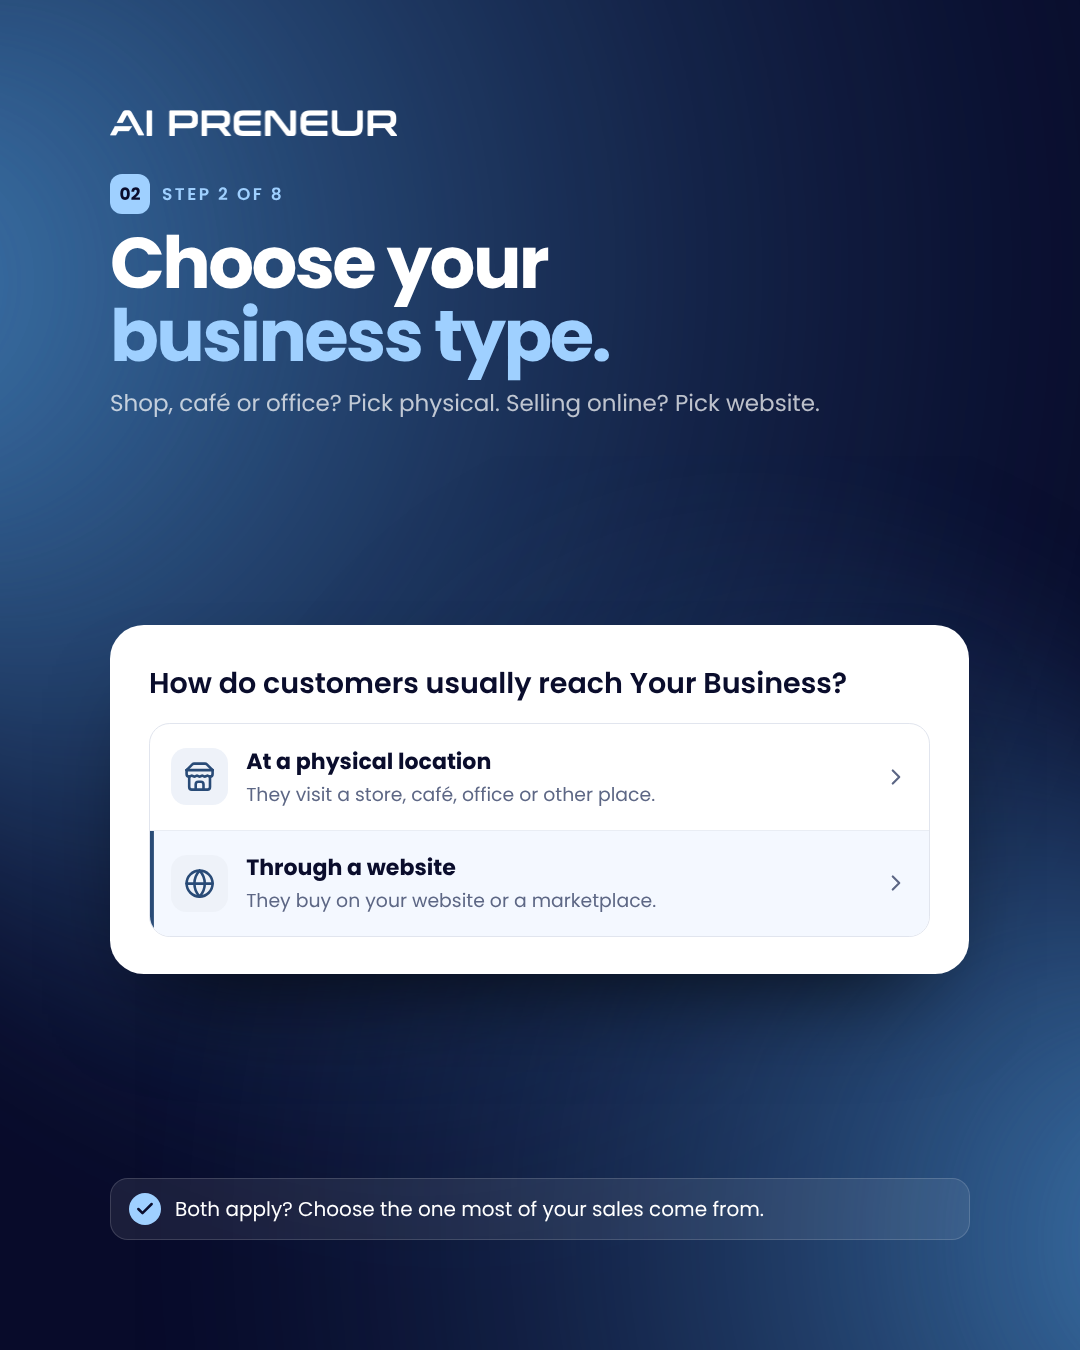 AI PRENEUR
02 STEP 2 OF 8
Choose your
business type.
Shop, café or office? Pick physical. Selling online? Pick website.
How do customers usually reach Your Business?
At a physical location
They visit a store, café, office or other place.
Through a website
They buy on your website or a marketplace.
Both apply? Choose the one most of your sales come from.